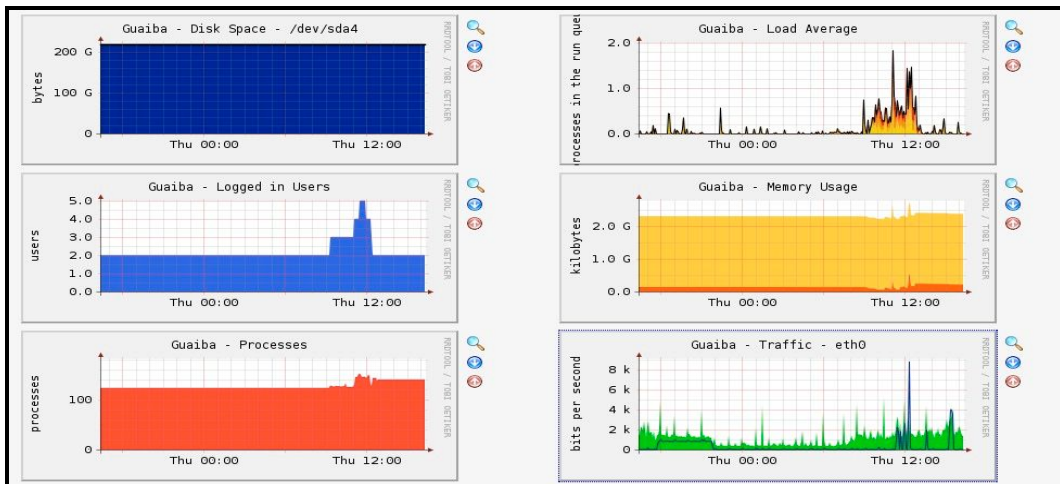 Guaiba - Disk Space - /dev/sda4
bytes
200 G
100 G
0
Thu 00:00 Thu 12:00
RRDTOOL / TOBI OETIKER
Guaiba - Load Average
rocesses in the run queu
2.0
1.0
0.0
Thu 00:00 Thu 12:00
RRDTOOL / TOBI OETIKER
Guaiba - Logged in Users
users
5.0
4.0
3.0
2.0
1.0
0.0
Thu 00:00 Thu 12:00
RRDTOOL / TOBI OETIKER
Guaiba - Memory Usage
kilobytes
2.0 G
1.0 G
0.0
Thu 00:00 Thu 12:00
RRDTOOL / TOBI OETIKER
Guaiba - Processes
processes
100
0
Thu 00:00 Thu 12:00
RRDTOOL / TOBI OETIKER
Guaiba - Traffic - eth0
bits per second
8 k
6 k
4 k
2 k
0
Thu 00:00 Thu 12:00
RRDTOOL / TOBI OETIKER